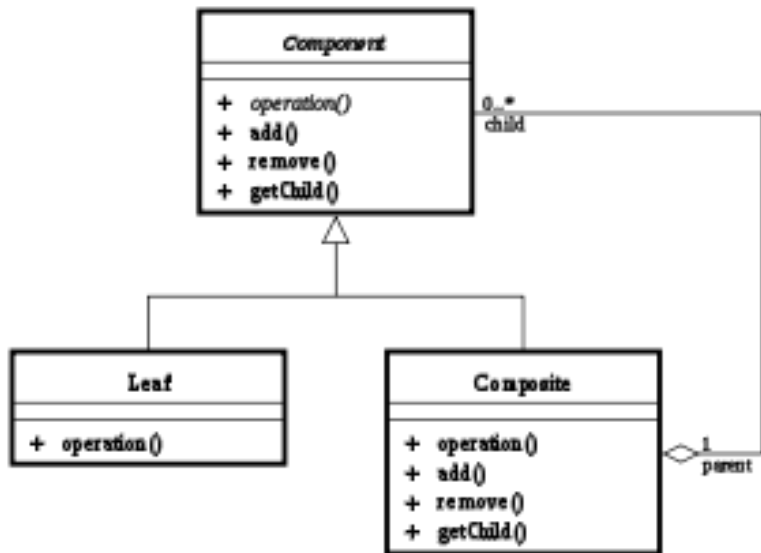 Component
+ operation()
+ add()
+ remove()
+ getChild()
0..*
child
Leaf
+ operation()
Composite
+ operation()
+ add()
+ remove()
+ getChild()
1
parent